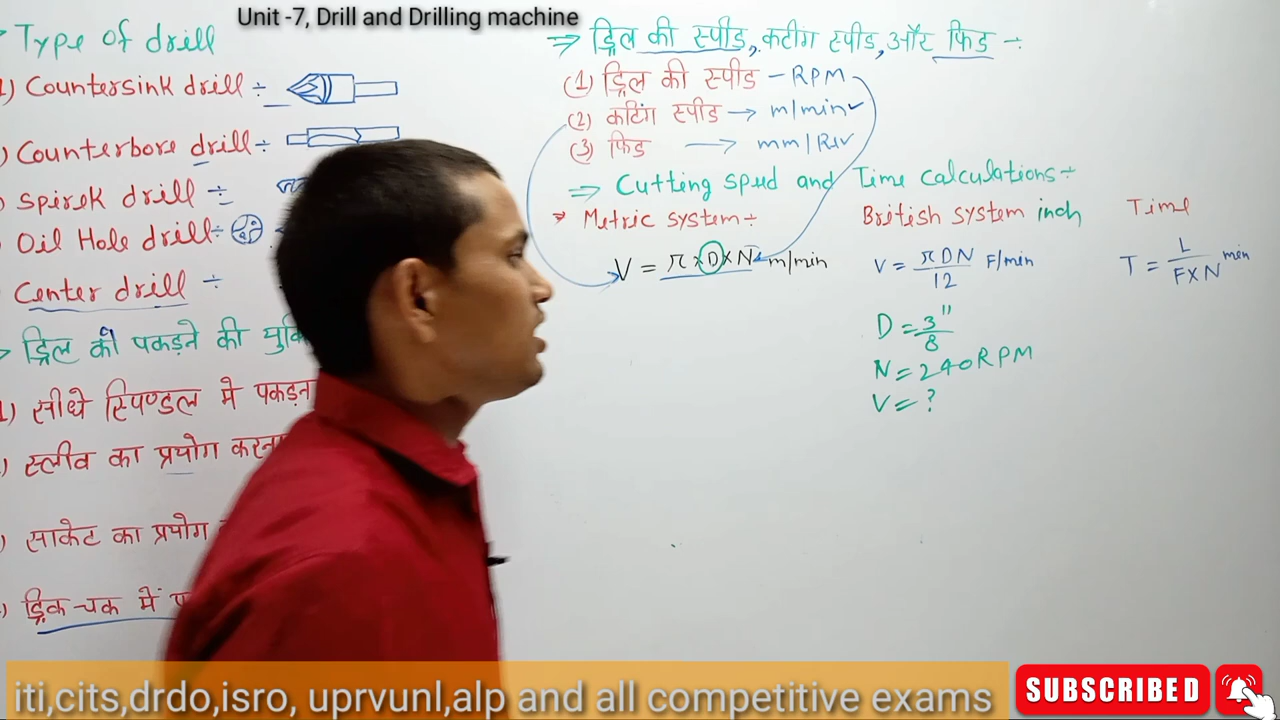 Unit -7, Drill and Drilling machine
Type of drill
1) Countersink drill ÷
) Counterbore drill ÷
) Spirek drill ÷
) Oil Hole drill ÷
Center drill ÷
ड्रिल को पकड़ने की
1) सीधे स्पिण्डल मे पकड़ना
) स्लीव का प्रयोग करना
) साकेट का प्रयोग
में
⇒ ड्रिल की स्पीड, कटींग स्पीड, और फिड ÷
(1) ड्रिल की स्पीड - RPM
(2) कटिंग स्पीड → m/min
(3) फिड → mm/Rev
⇒ Cutting speed and Time calculations ÷
Metric system ÷
V = π × D × N m/min
British system inch
V = πDN/12 F/min
D = 3/8"
N = 240 RPM
V = ?
Time
T = L/F×N min
iti,cits,drdo,isro, uprvunl,alp and all competitive exams
SUBSCRIBED